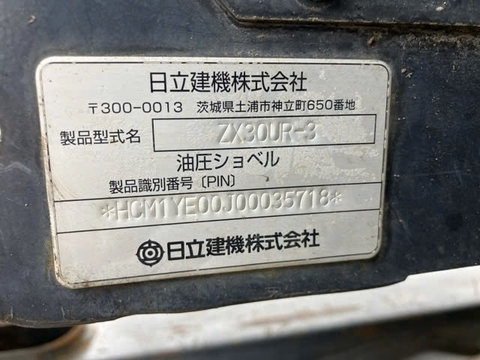 日立建機株式会社
〒300-0013 茨城県土浦市神立町650番地
製品型式名 ZX30UR-3
油圧ショベル
製品識別番号〔PIN〕
*HCM1YE00J00035718*
日立建機株式会社